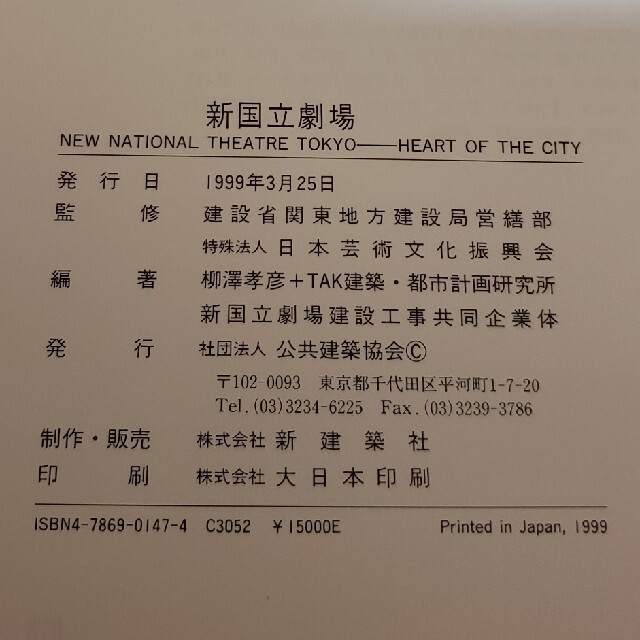 新国立劇場
NEW NATIONAL THEATRE TOKYO——HEART OF THE CITY
発行日 1999年3月25日
監修 建設省関東地方建設局営繕部
特殊法人 日本芸術文化振興会
編著 柳澤孝彦+TAK建築・都市計画研究所
新国立劇場建設工事共同企業体
発行 社団法人 公共建築協会©
〒102-0093 東京都千代田区平河町1-7-20
Tel.(03)3234-6225 Fax.(03)3239-3786
制作・販売 株式会社 新建築社
印刷 株式会社 大日本印刷
ISBN4-7869-0147-4 C3052 ¥15000E Printed in Japan, 1999